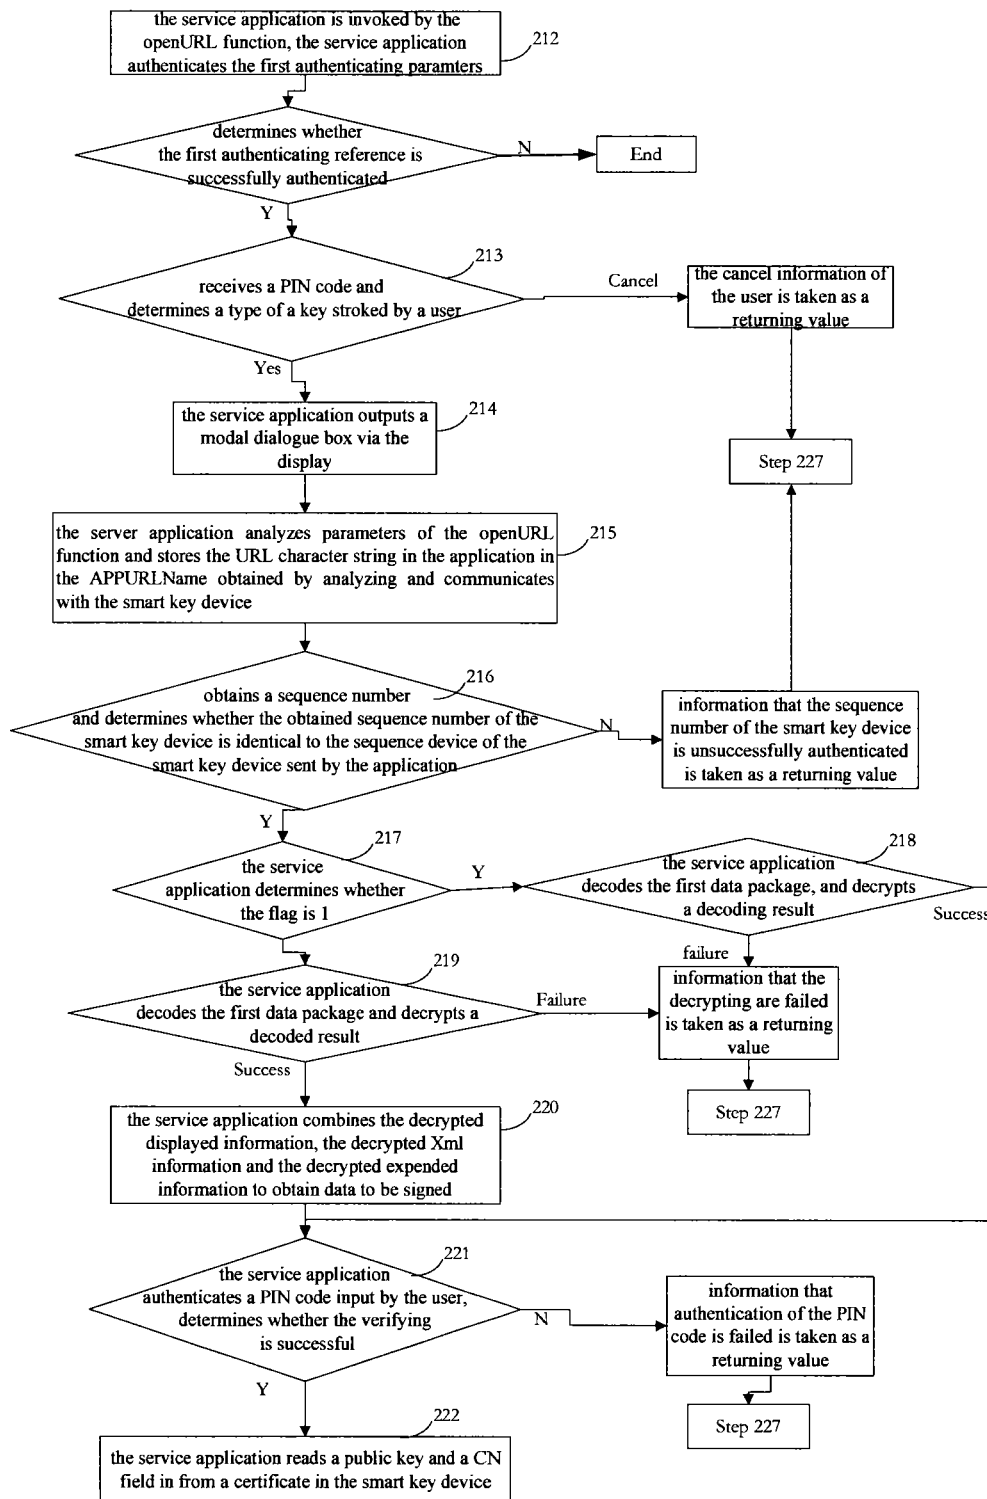 the service application is invoked by the
openURL function, the service application
authenticates the first authenticating paramters
212
determines whether
the first authenticating reference is
successfully authenticated
N
End
Y
213
receives a PIN code and
determines a type of a key stroked by a user
Cancel
the cancel information of
the user is taken as a
returning value
Yes
the service application outputs a
modal dialogue box via the
display
214
Step 227
the server application analyzes parameters of the openURL
function and stores the URL character string in the application in
the APPURLName obtained by analyzing and communicates
with the smart key device
215
216
obtains a sequence number
and determines whether the obtained sequence number of the
smart key device is identical to the sequence device of the
smart key device sent by the application
N
information that the sequence
number of the smart key device
is unsuccessfully authenticated
is taken as a returning value
Y
217
the service
application determines whether
the flag is 1
Y
218
the service application
decodes the first data package, and decrypts
a decoding result
Success
failure
219
the service application
decodes the first data package and decrypts a
decoded result
Failure
information that the
decrypting are failed
is taken as a returning
value
Success
Step 227
the service application combines the decrypted
displayed information, the decrypted Xml
information and the decrypted expended
information to obtain data to be signed
220
221
the service application
authenticates a PIN code input by the user,
determines whether the verifying
is successful
N
information that
authentication of the PIN
code is failed is taken as a
returning value
Y
Step 227
222
the service application reads a public key and a CN
field in from a certificate in the smart key device